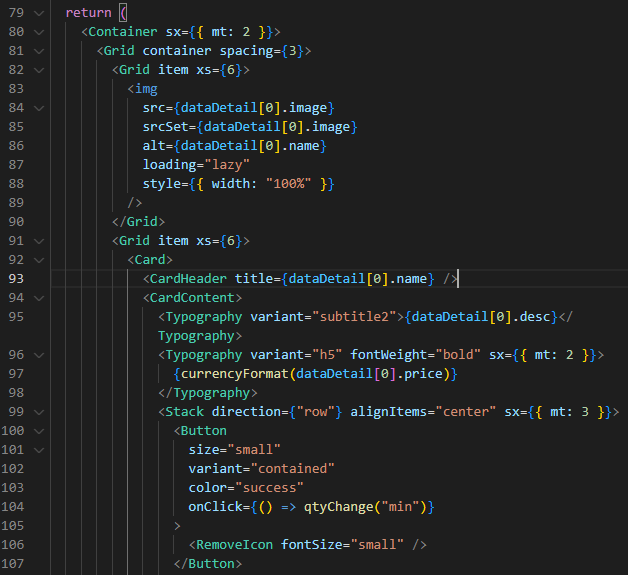 79 return (
80 <Container sx={{ mt: 2 }}>
81 <Grid container spacing={3}>
82 <Grid item xs={6}>
83 <img
84 src={dataDetail[0].image}
85 srcSet={dataDetail[0].image}
86 alt={dataDetail[0].name}
87 loading="lazy"
88 style={{ width: "100%" }}
89 />
90 </Grid>
91 <Grid item xs={6}>
92 <Card>
93 <CardHeader title={dataDetail[0].name} />
94 <CardContent>
95 <Typography variant="subtitle2">{dataDetail[0].desc}</
Typography>
96 <Typography variant="h5" fontWeight="bold" sx={{ mt: 2 }}>
97 {currencyFormat(dataDetail[0].price)}
98 </Typography>
99 <Stack direction={"row"} alignItems="center" sx={{ mt: 3 }}>
100 <Button
101 size="small"
102 variant="contained"
103 color="success"
104 onClick={() => qtyChange("min")}
105 >
106 <RemoveIcon fontSize="small" />
107 </Button>